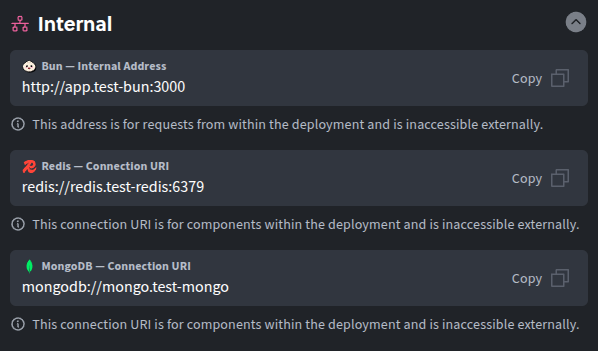 Internal
Bun — Internal Address
http://app.test-bun:3000
Copy
This address is for requests from within the deployment and is inaccessible externally.
Redis — Connection URI
redis://redis.test-redis:6379
Copy
This connection URI is for components within the deployment and is inaccessible externally.
MongoDB — Connection URI
mongodb://mongo.test-mongo
Copy
This connection URI is for components within the deployment and is inaccessible externally.